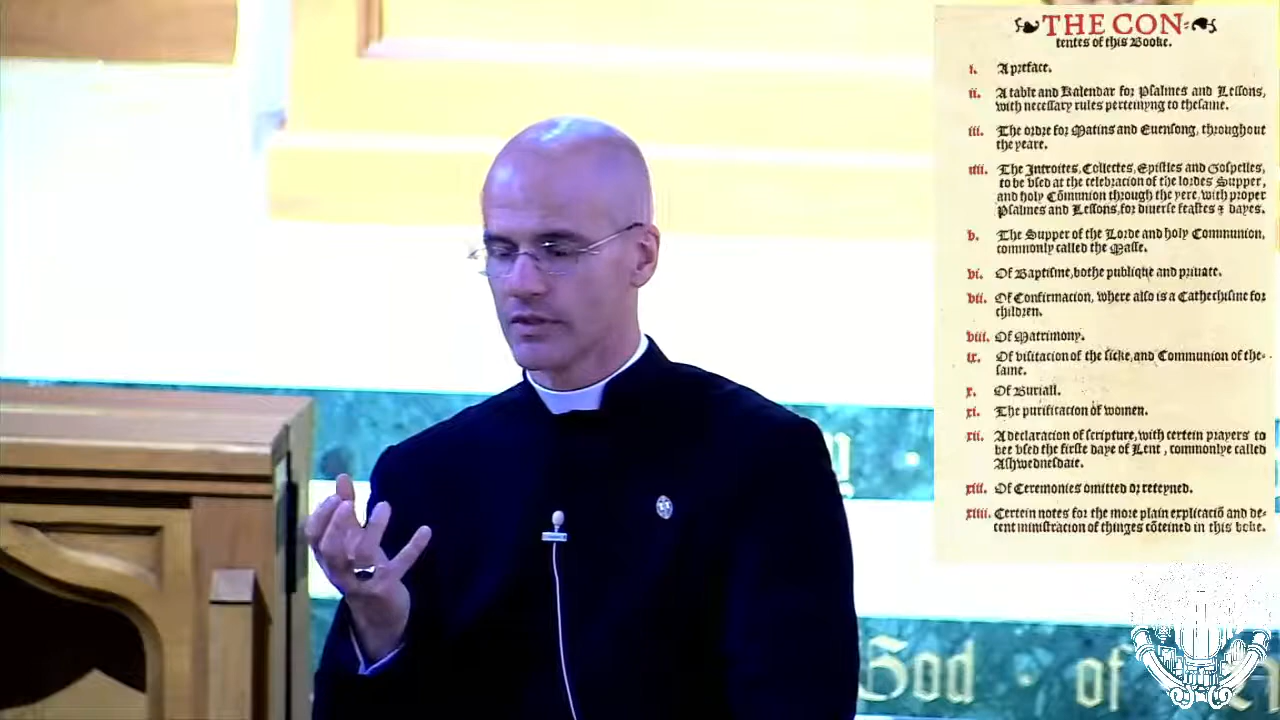 THE CON
tentes of this Booke.
i. A preface.
ii. A table and Kalendar for Psalmes and Lessons,
with necessary rules pertemyng to thesame.
iii. The ordre for Matins and Euensong, throughout
the yeare.
iiii. The Introites, Collectes, Epistles and Gospelles,
to be vsed at the celebracion of the lordes Supper,
and holy Cōmunion through the yere, with proper
Psalmes and Lessons, for diuerse feastes & dayes.
v. The Supper of the Lorde and holy Communion,
commonly called the Masse.
vi. Of Baptisme, bothe publique and priuate.
vii. Of Confirmacion, where also is a Cathechisme for
children.
viii. Of Matrimony.
ix. Of visitacion of the sicke, and Communion of the-
same.
x. Of Buriall.
xi. The purificacion of women.
xii. A declaracion of scripture, with certein prayers to
bee vsed the firste daye of Lent, commonlye called
Ashwednesdaie.
xiii. Of Ceremonies omitted or reteyned.
xiiii. Certein notes for the more plain explicaciō and de-
cent ministracion of thinges cōteined in this boke.
God · of